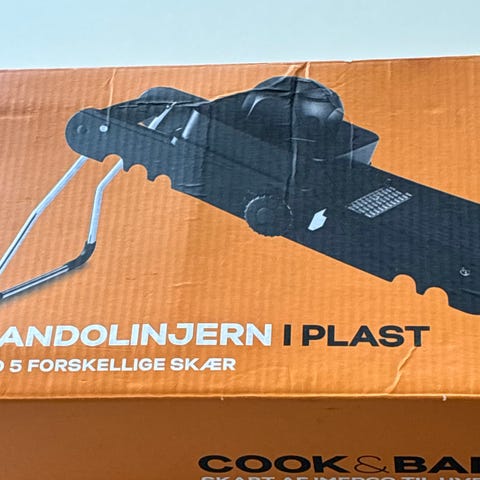 ANDOLINJERN I PLAST
5 FORSKELLIGE SKÆR
COOK&BA